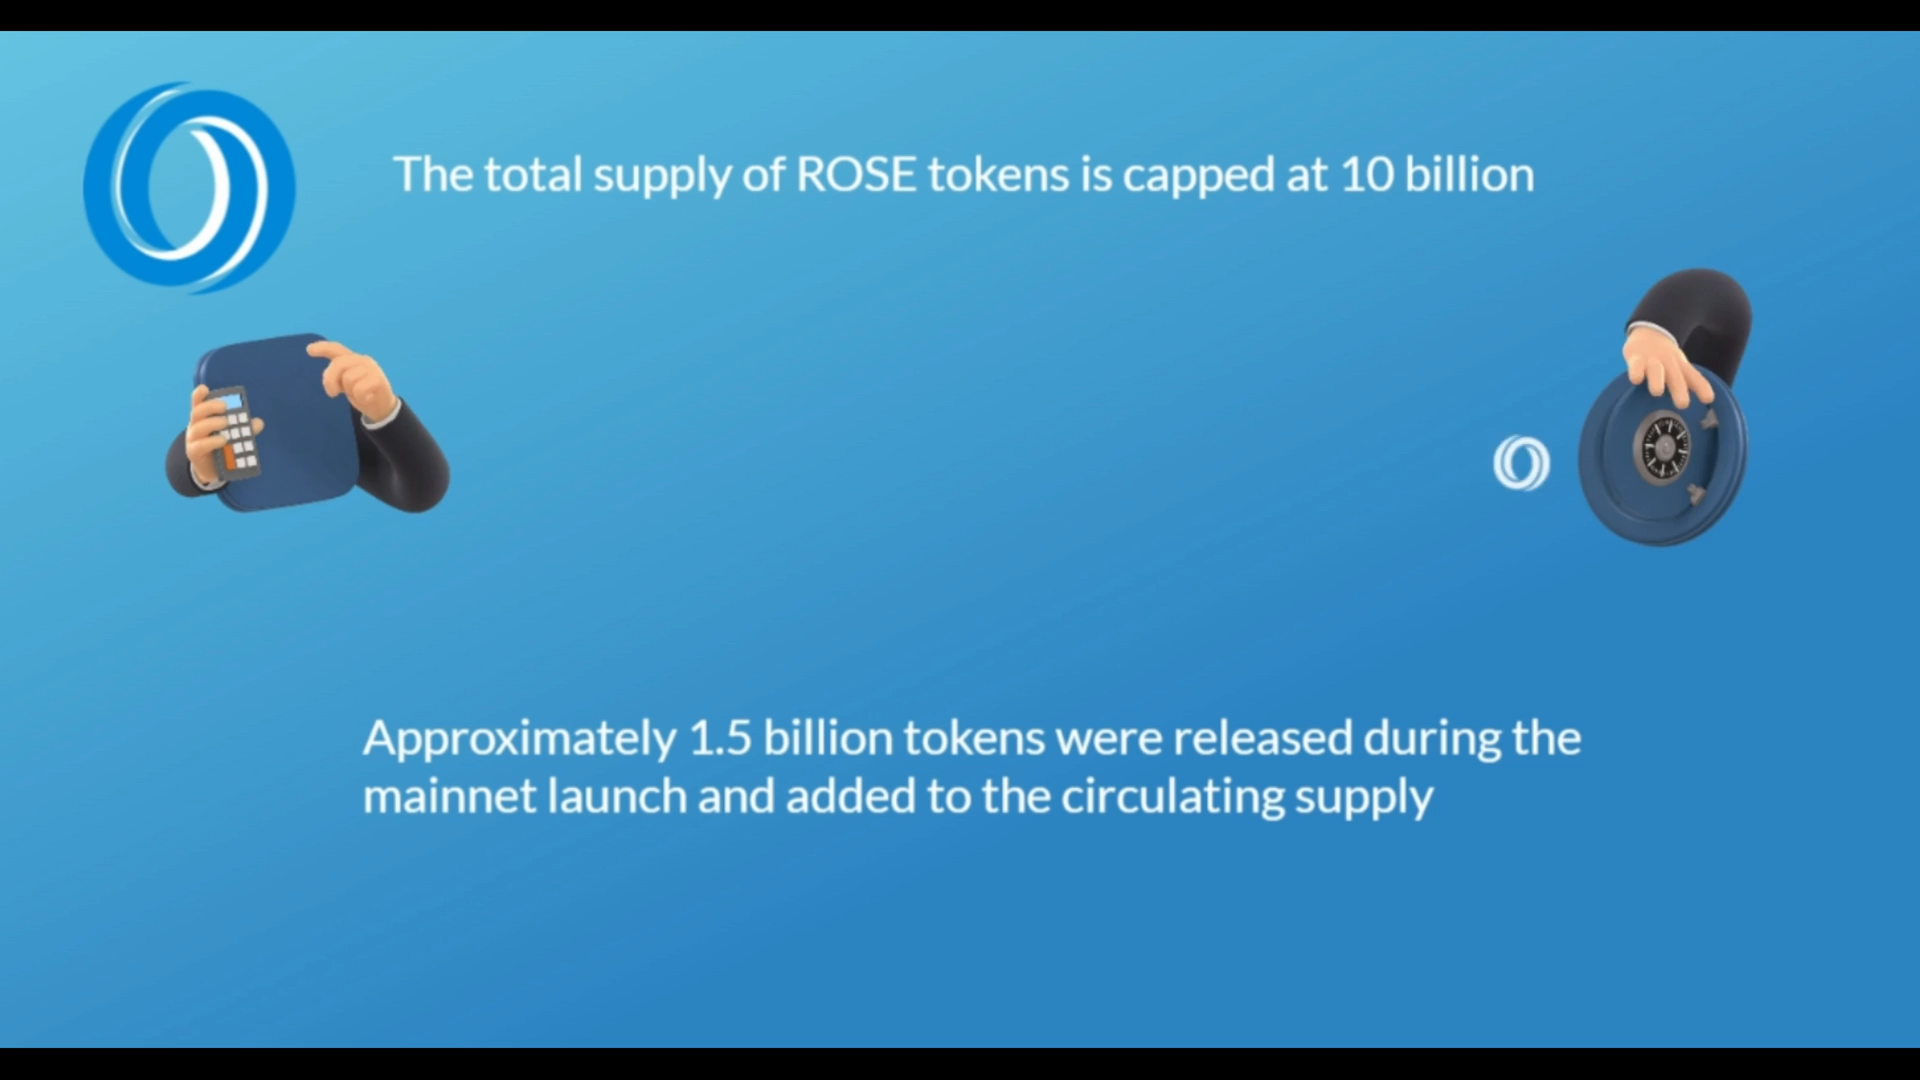 The total supply of ROSE tokens is capped at 10 billion
Approximately 1.5 billion tokens were released during the
mainnet launch and added to the circulating supply